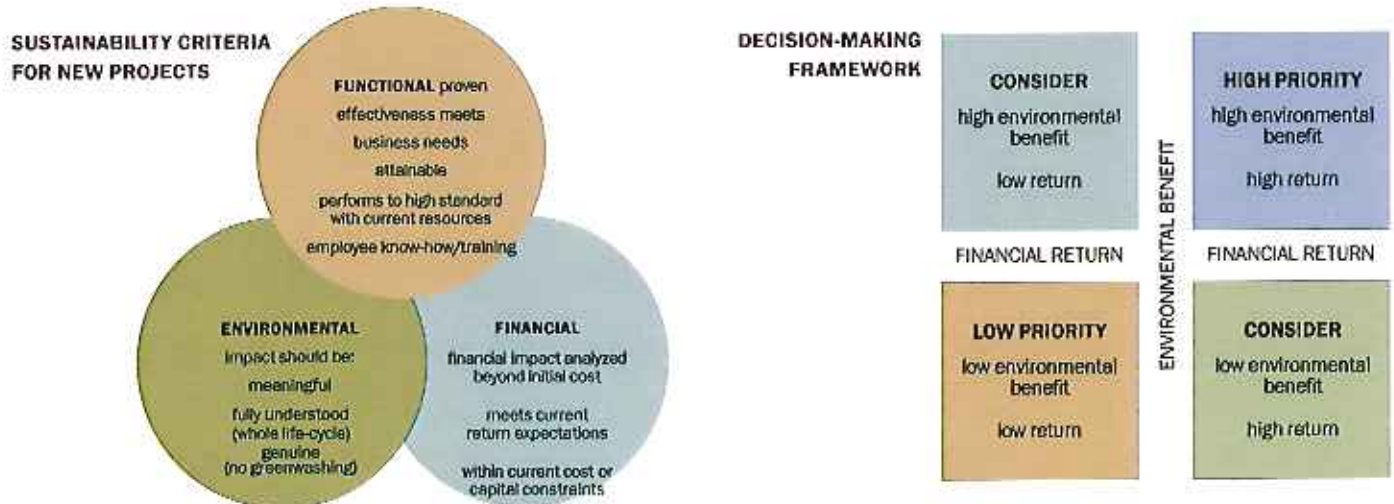 SUSTAINABILITY CRITERIA
FOR NEW PROJECTS
FUNCTIONAL proven
effectiveness meets
business needs
attainable
performs to high standard
with current resources
employee know-how/training
ENVIRONMENTAL
impact should be:
meaningful
fully understood
(whole life-cycle)
genuine
(no greenwashing)
FINANCIAL
financial impact analyzed
beyond initial cost
meets current
return expectations
within current cost or
capital constraints
DECISION-MAKING
FRAMEWORK
CONSIDER
high environmental
benefit
low return
HIGH PRIORITY
high environmental
benefit
high return
FINANCIAL RETURN
ENVIRONMENTAL BENEFIT
FINANCIAL RETURN
LOW PRIORITY
low environmental
benefit
low return
CONSIDER
low environmental
benefit
high return